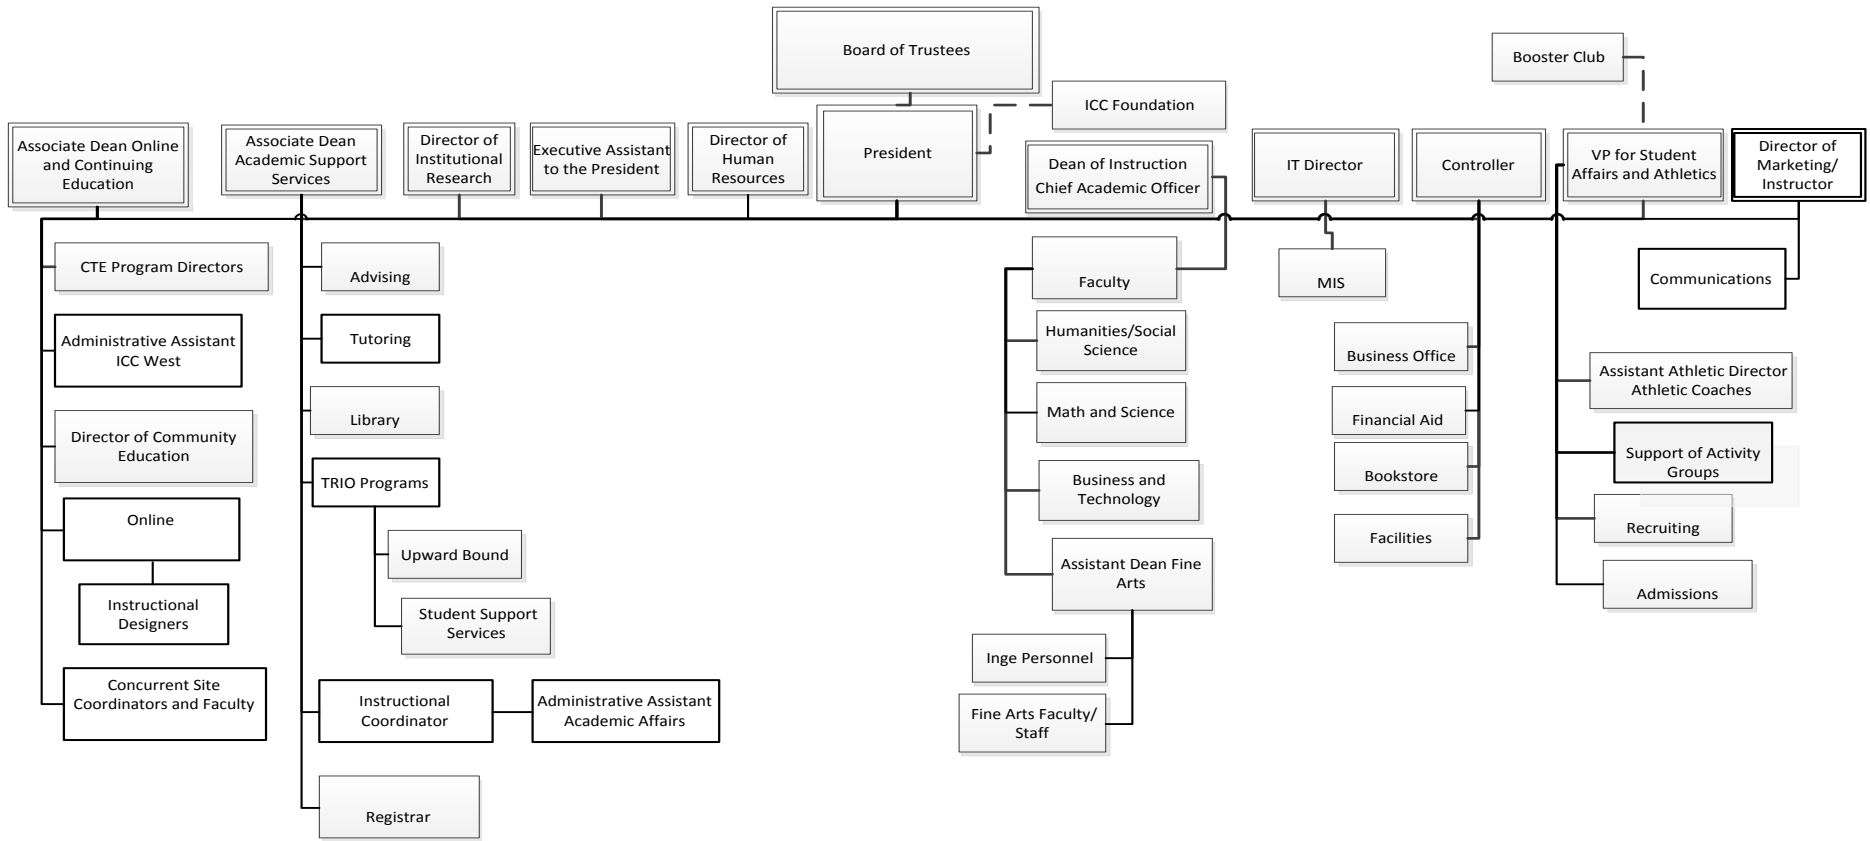 Board of Trustees
Booster Club
ICC Foundation
Associate Dean Online
and Continuing
Education
Associate Dean
Academic Support
Services
Director of
Institutional
Research
Executive Assistant
to the President
Director of
Human
Resources
President
Dean of Instruction
Chief Academic Officer
IT Director
Controller
VP for Student
Affairs and Athletics
Director of
Marketing/
Instructor
CTE Program Directors
Administrative Assistant
ICC West
Director of Community
Education
Online
Instructional
Designers
Concurrent Site
Coordinators and Faculty
Advising
Tutoring
Library
TRIO Programs
Upward Bound
Student Support
Services
Instructional
Coordinator
Administrative Assistant
Academic Affairs
Registrar
Faculty
Humanities/Social
Science
Math and Science
Business and
Technology
Assistant Dean Fine
Arts
Inge Personnel
Fine Arts Faculty/
Staff
MIS
Business Office
Financial Aid
Bookstore
Facilities
Communications
Assistant Athletic Director
Athletic Coaches
Support of Activity
Groups
Recruiting
Admissions